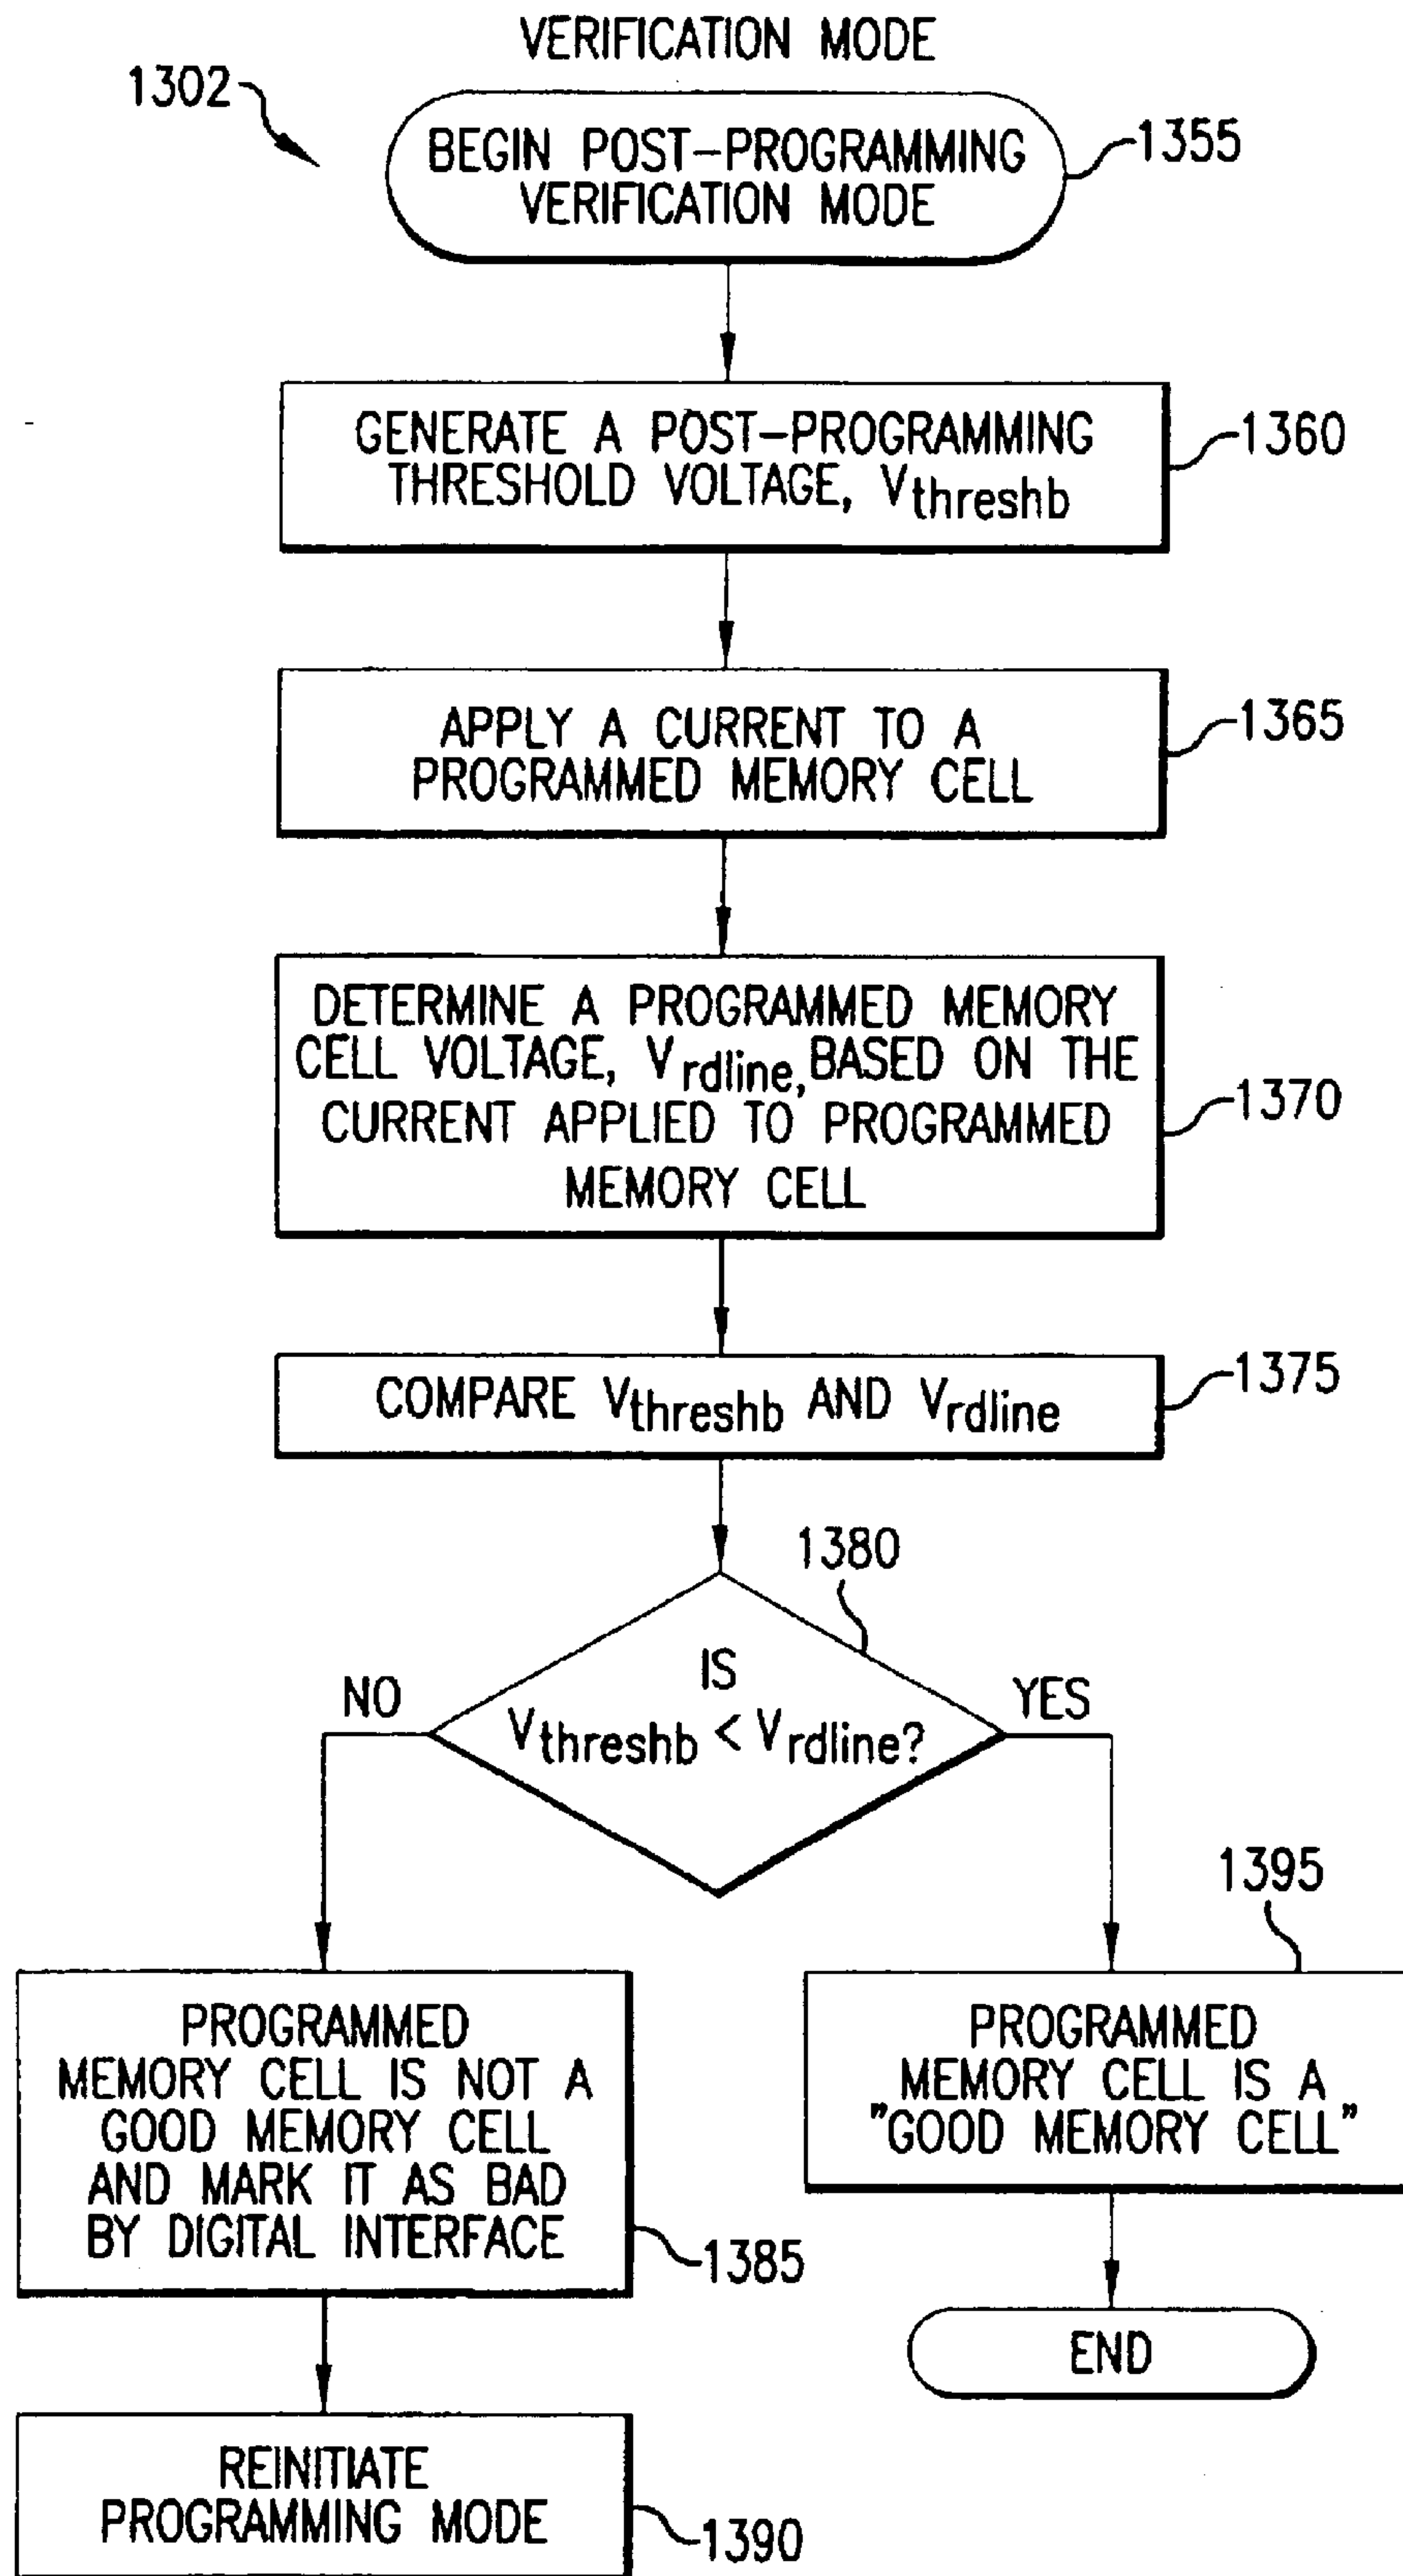 VERIFICATION MODE
1302
BEGIN POST-PROGRAMMING
VERIFICATION MODE
1355
GENERATE A POST-PROGRAMMING
THRESHOLD VOLTAGE, Vthreshb
1360
APPLY A CURRENT TO A
PROGRAMMED MEMORY CELL
1365
DETERMINE A PROGRAMMED MEMORY
CELL VOLTAGE, Vrdline, BASED ON THE
CURRENT APPLIED TO PROGRAMMED
MEMORY CELL
1370
COMPARE Vthreshb AND Vrdline
1375
1380
IS
Vthreshb < Vrdline?
NO
YES
1395
PROGRAMMED
MEMORY CELL IS NOT A
GOOD MEMORY CELL
AND MARK IT AS BAD
BY DIGITAL INTERFACE
1385
PROGRAMMED
MEMORY CELL IS A
"GOOD MEMORY CELL"
END
REINITIATE
PROGRAMMING MODE
1390